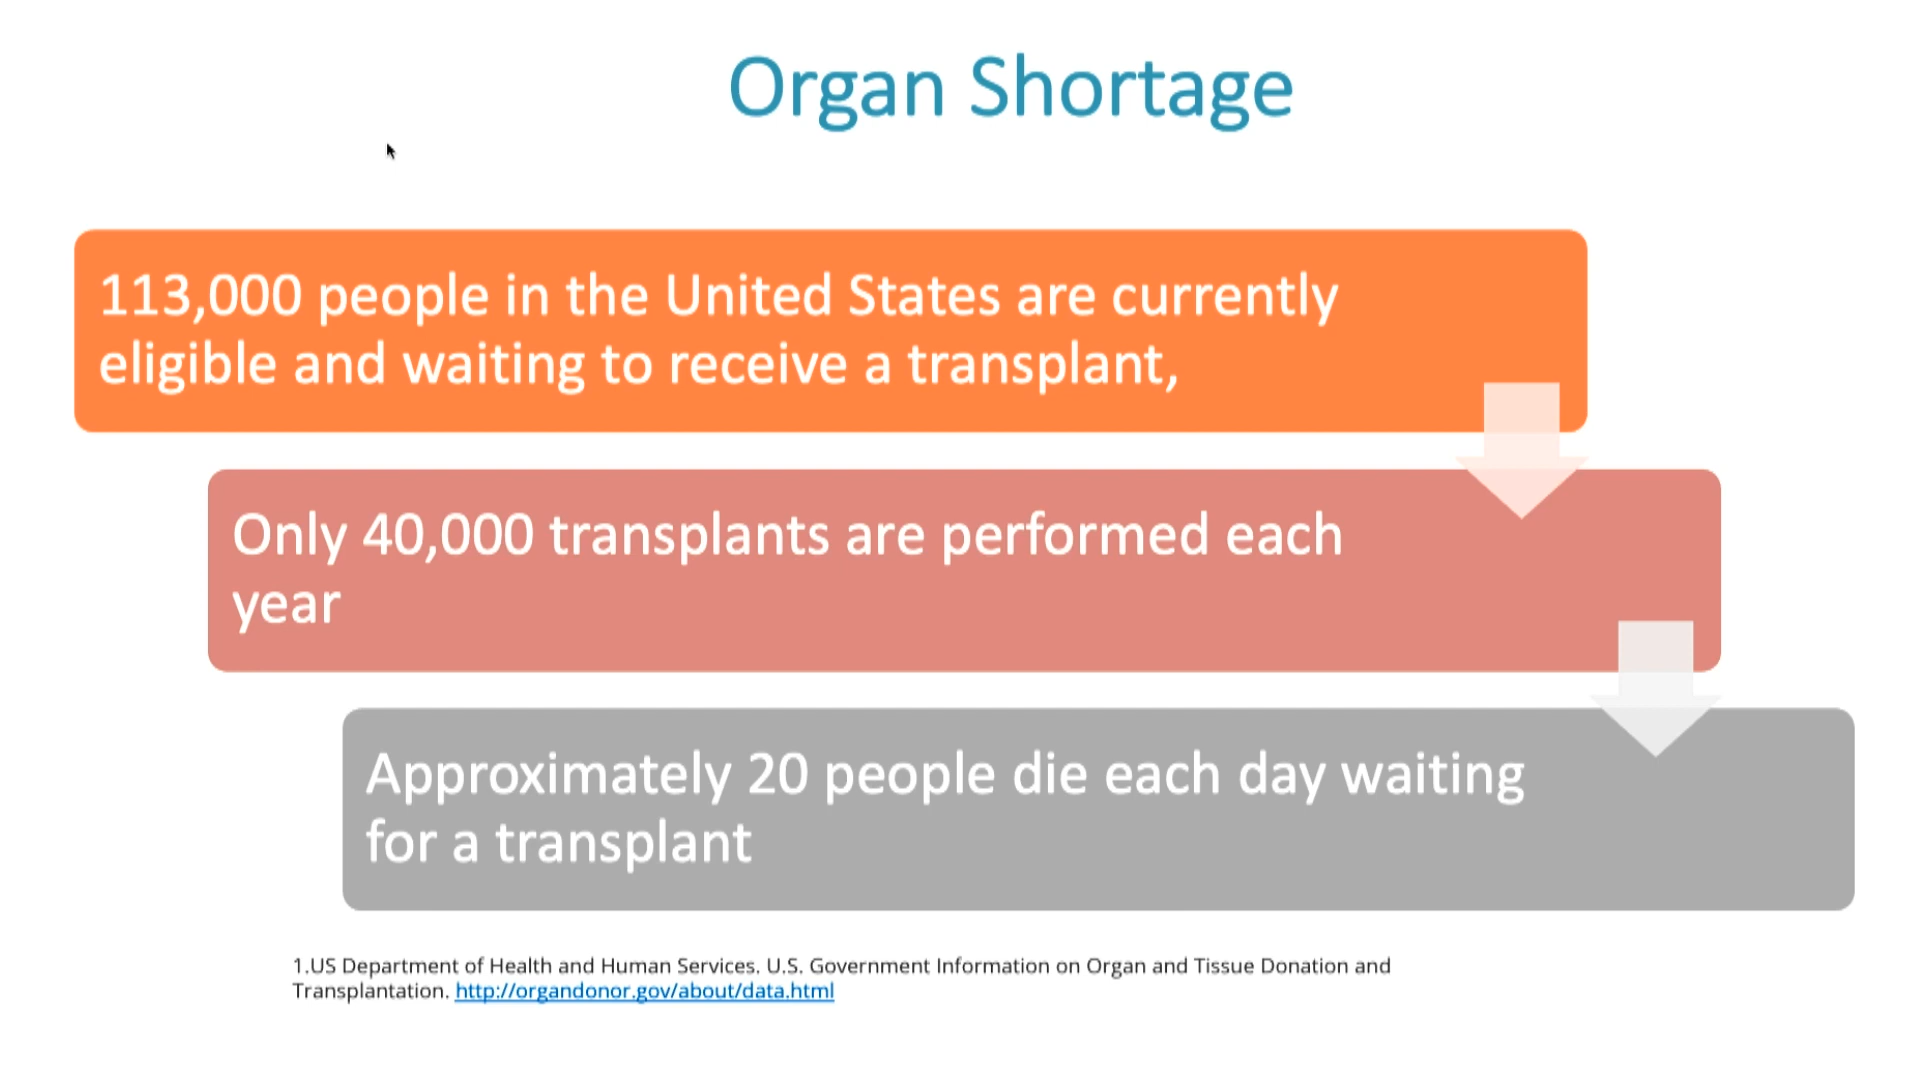 Organ Shortage
113,000 people in the United States are currently
eligible and waiting to receive a transplant,
Only 40,000 transplants are performed each
year
Approximately 20 people die each day waiting
for a transplant
1.US Department of Health and Human Services. U.S. Government Information on Organ and Tissue Donation and
Transplantation. http://organdonor.gov/about/data.html